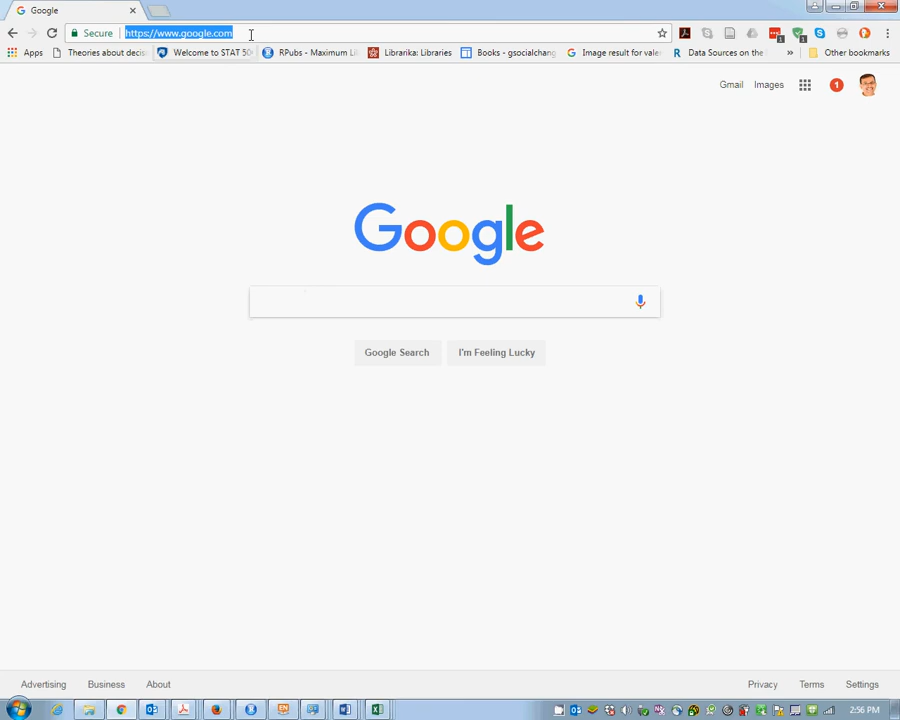 Google
Secure https://www.google.com
Apps Theories about decis Welcome to STAT 50 RPubs - Maximum Li Librarika: Libraries Books - gsocialchang Image result for vale Data Sources on the » Other bookmarks
Gmail Images 1
Google
Google Search I'm Feeling Lucky
Advertising Business About Privacy Terms Settings
2:56 PM